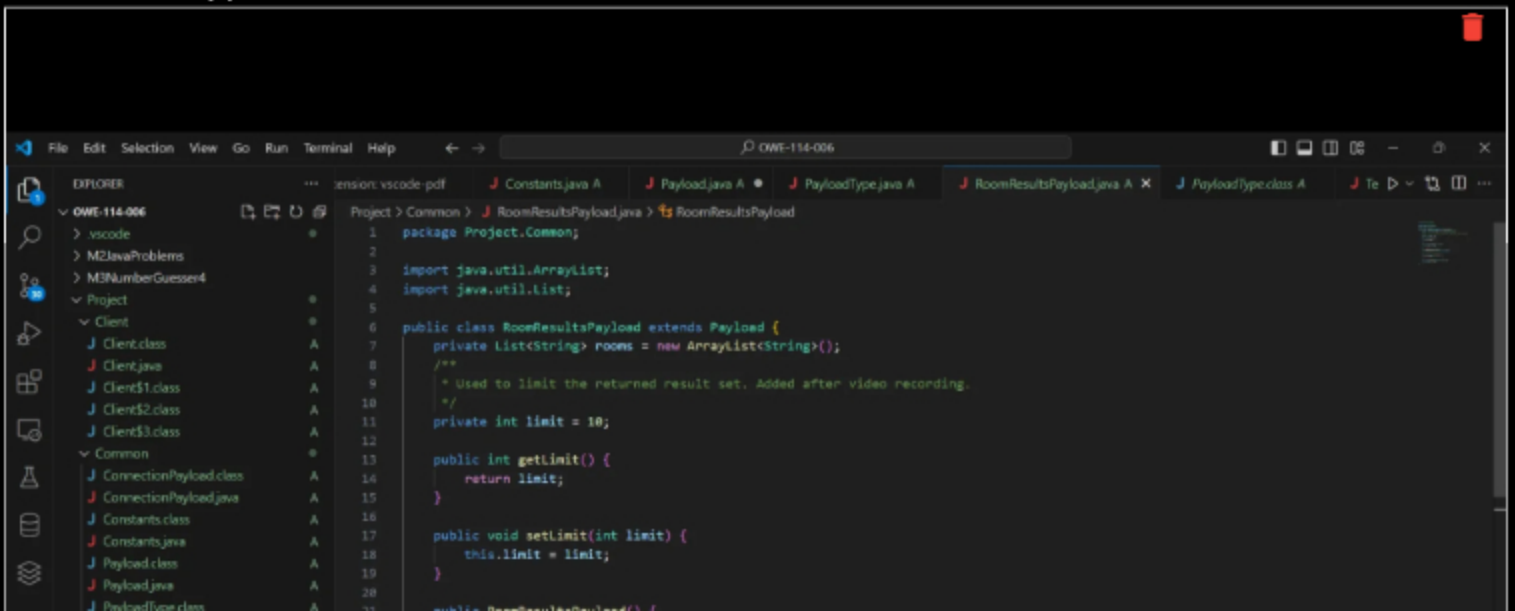 File Edit Selection View Go Run Terminal Help
OWE-114-006
EXPLORER
ension: vscode-pdf
Constants.java A
Payload.java A
PayloadType.java A
RoomResultsPayload.java A
PayloadType.class A
Te
OWE-114-006
Project > Common > RoomResultsPayload.java > RoomResultsPayload
.vscode
M2JavaProblems
M3NumberGuesser4
Project
Client
Client.class A
Client.java A
Client$1.class A
Client$2.class A
Client$3.class A
Common
ConnectionPayload.class A
ConnectionPayload.java A
Constants.class A
Constants.java A
Payload.class A
Payload.java A
PayloadType.class A
1 package Project.Common;
2
3 import java.util.ArrayList;
4 import java.util.List;
5
6 public class RoomResultsPayload extends Payload {
7 private List<String> rooms = new ArrayList<String>();
8 /**
9 * Used to limit the returned result set. Added after video recording.
10 */
11 private int limit = 10;
12
13 public int getLimit() {
14 return limit;
15 }
16
17 public void setLimit(int limit) {
18 this.limit = limit;
19 }
20
21 public RoomResultsPayload() {